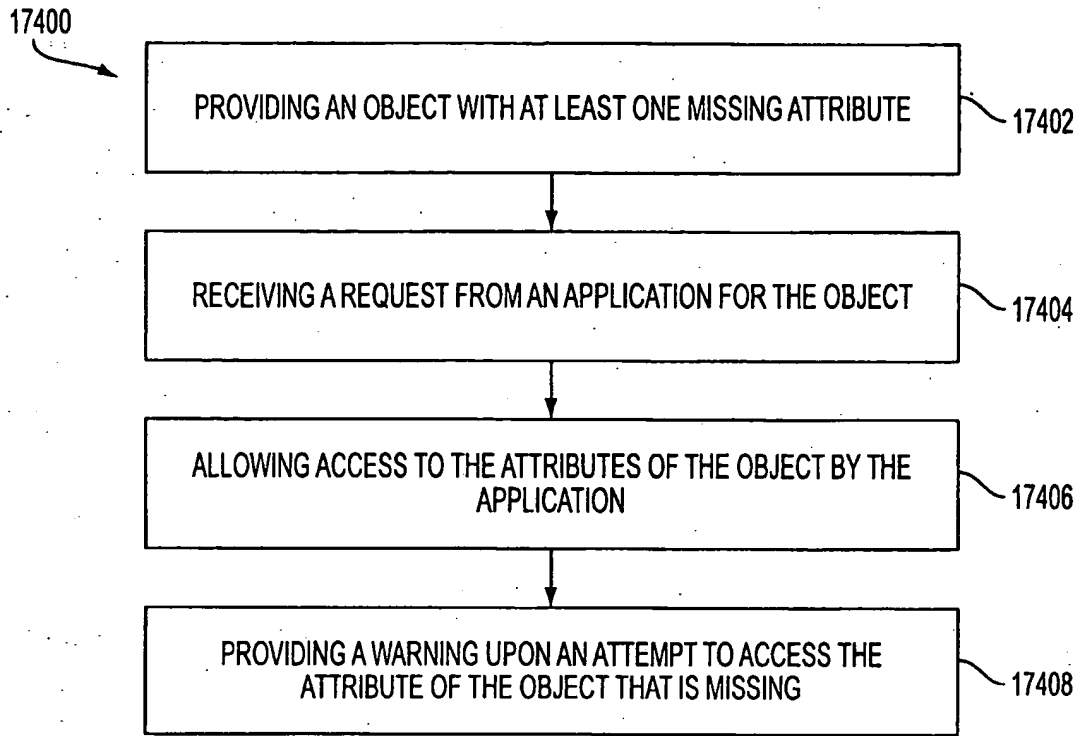 17400
PROVIDING AN OBJECT WITH AT LEAST ONE MISSING ATTRIBUTE
17402
RECEIVING A REQUEST FROM AN APPLICATION FOR THE OBJECT
17404
ALLOWING ACCESS TO THE ATTRIBUTES OF THE OBJECT BY THE
APPLICATION
17406
PROVIDING A WARNING UPON AN ATTEMPT TO ACCESS THE
ATTRIBUTE OF THE OBJECT THAT IS MISSING
17408